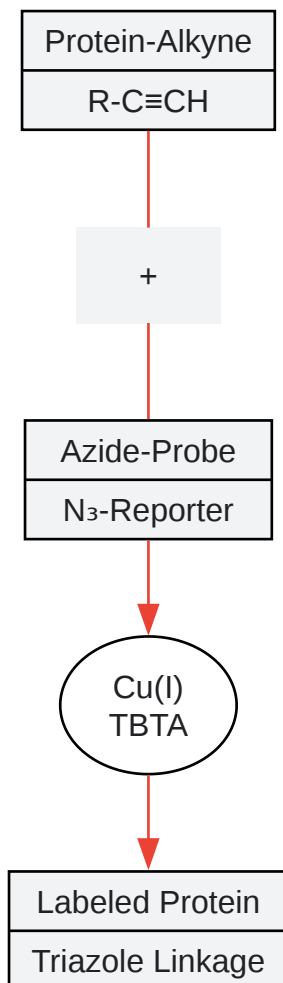 Protein-Alkyne
R-C≡CH
+
Azide-Probe
N₃-Reporter
Cu(I)
TBTA
Labeled Protein
Triazole Linkage